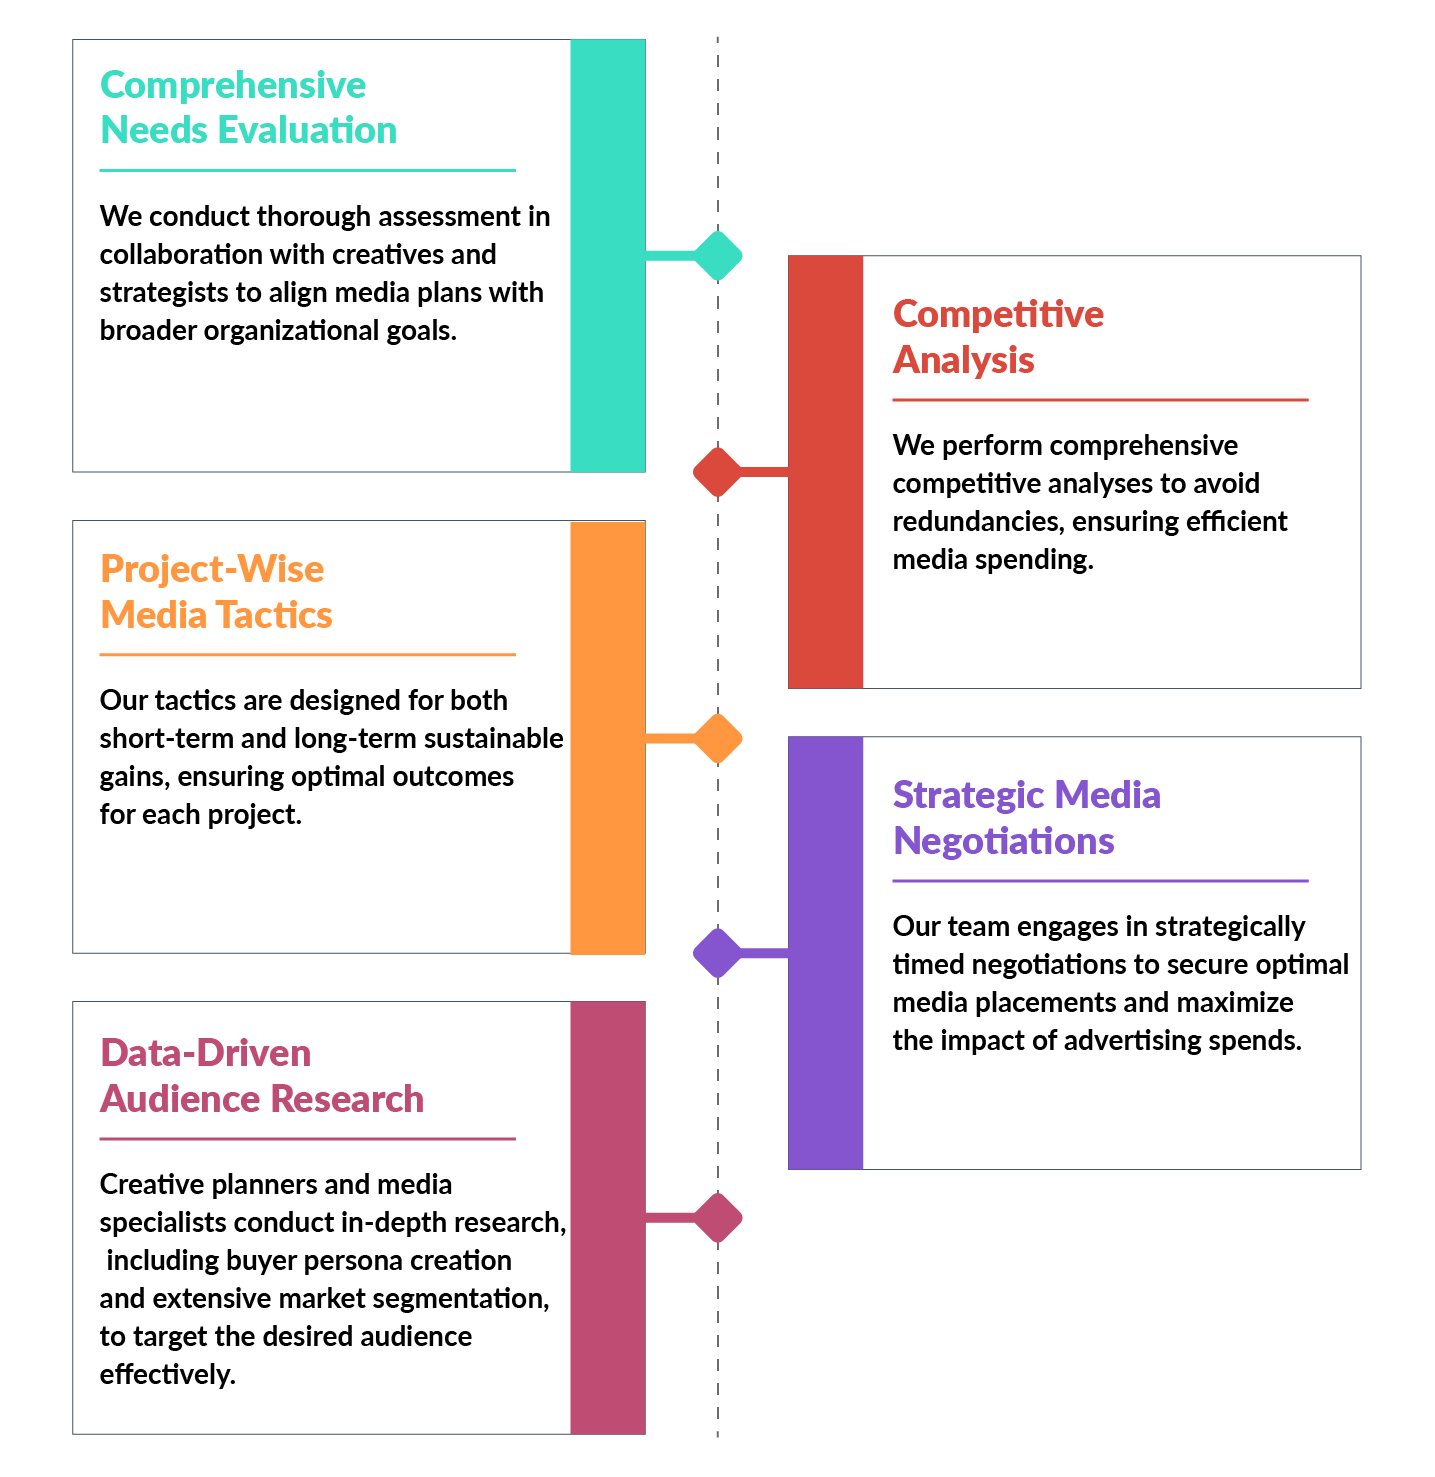 Comprehensive
Needs Evaluation
We conduct thorough assessment in
collaboration with creatives and
strategists to align media plans with
broader organizational goals.
Competitive
Analysis
We perform comprehensive
competitive analyses to avoid
redundancies, ensuring efficient
media spending.
Project-Wise
Media Tactics
Our tactics are designed for both
short-term and long-term sustainable
gains, ensuring optimal outcomes
for each project.
Strategic Media
Negotiations
Our team engages in strategically
timed negotiations to secure optimal
media placements and maximize
the impact of advertising spends.
Data-Driven
Audience Research
Creative planners and media
specialists conduct in-depth research,
including buyer persona creation
and extensive market segmentation,
to target the desired audience
effectively.